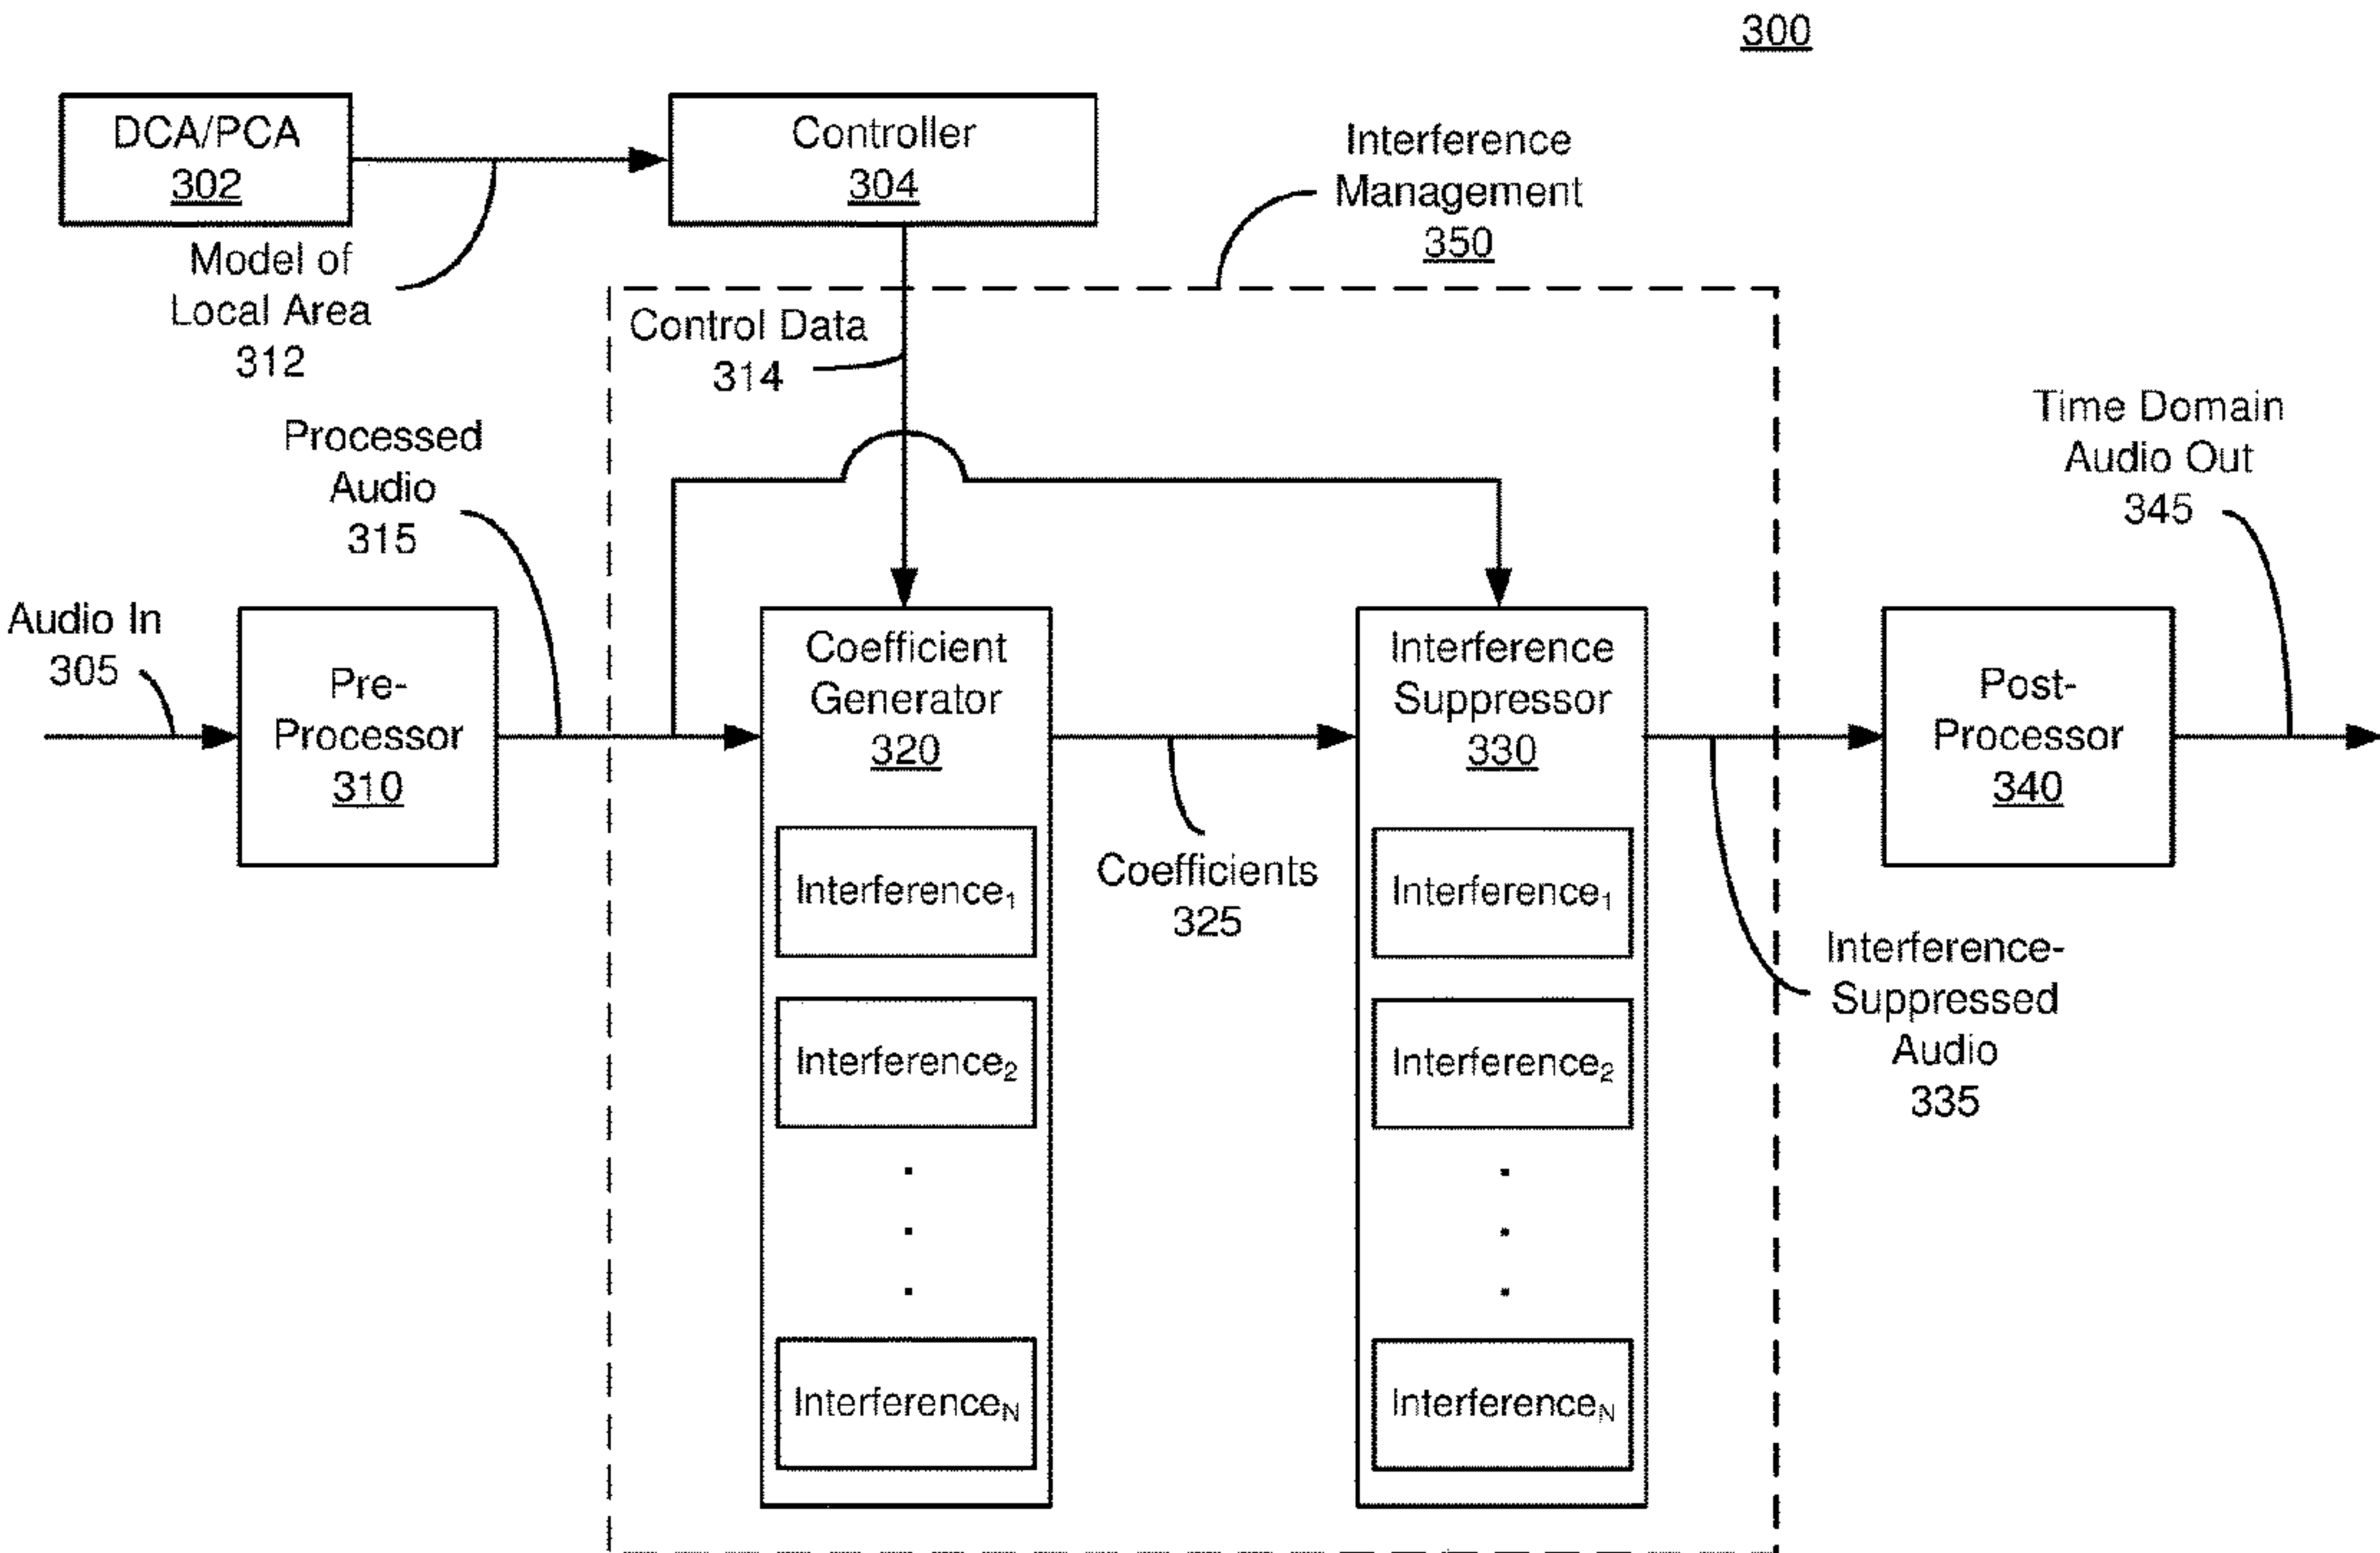 300
DCA/PCA
302
Controller
304
Interference
Management
350
Model of
Local Area
312
Control Data
314
Processed
Audio
315
Time Domain
Audio Out
345
Audio In
305
Pre-
Processor
310
Coefficient
Generator
320
Interference₁
Interference₂
.
.
.
Interference_N
Coefficients
325
Interference
Suppressor
330
Interference₁
Interference₂
.
.
.
Interference_N
Post-
Processor
340
Interference-
Suppressed
Audio
335